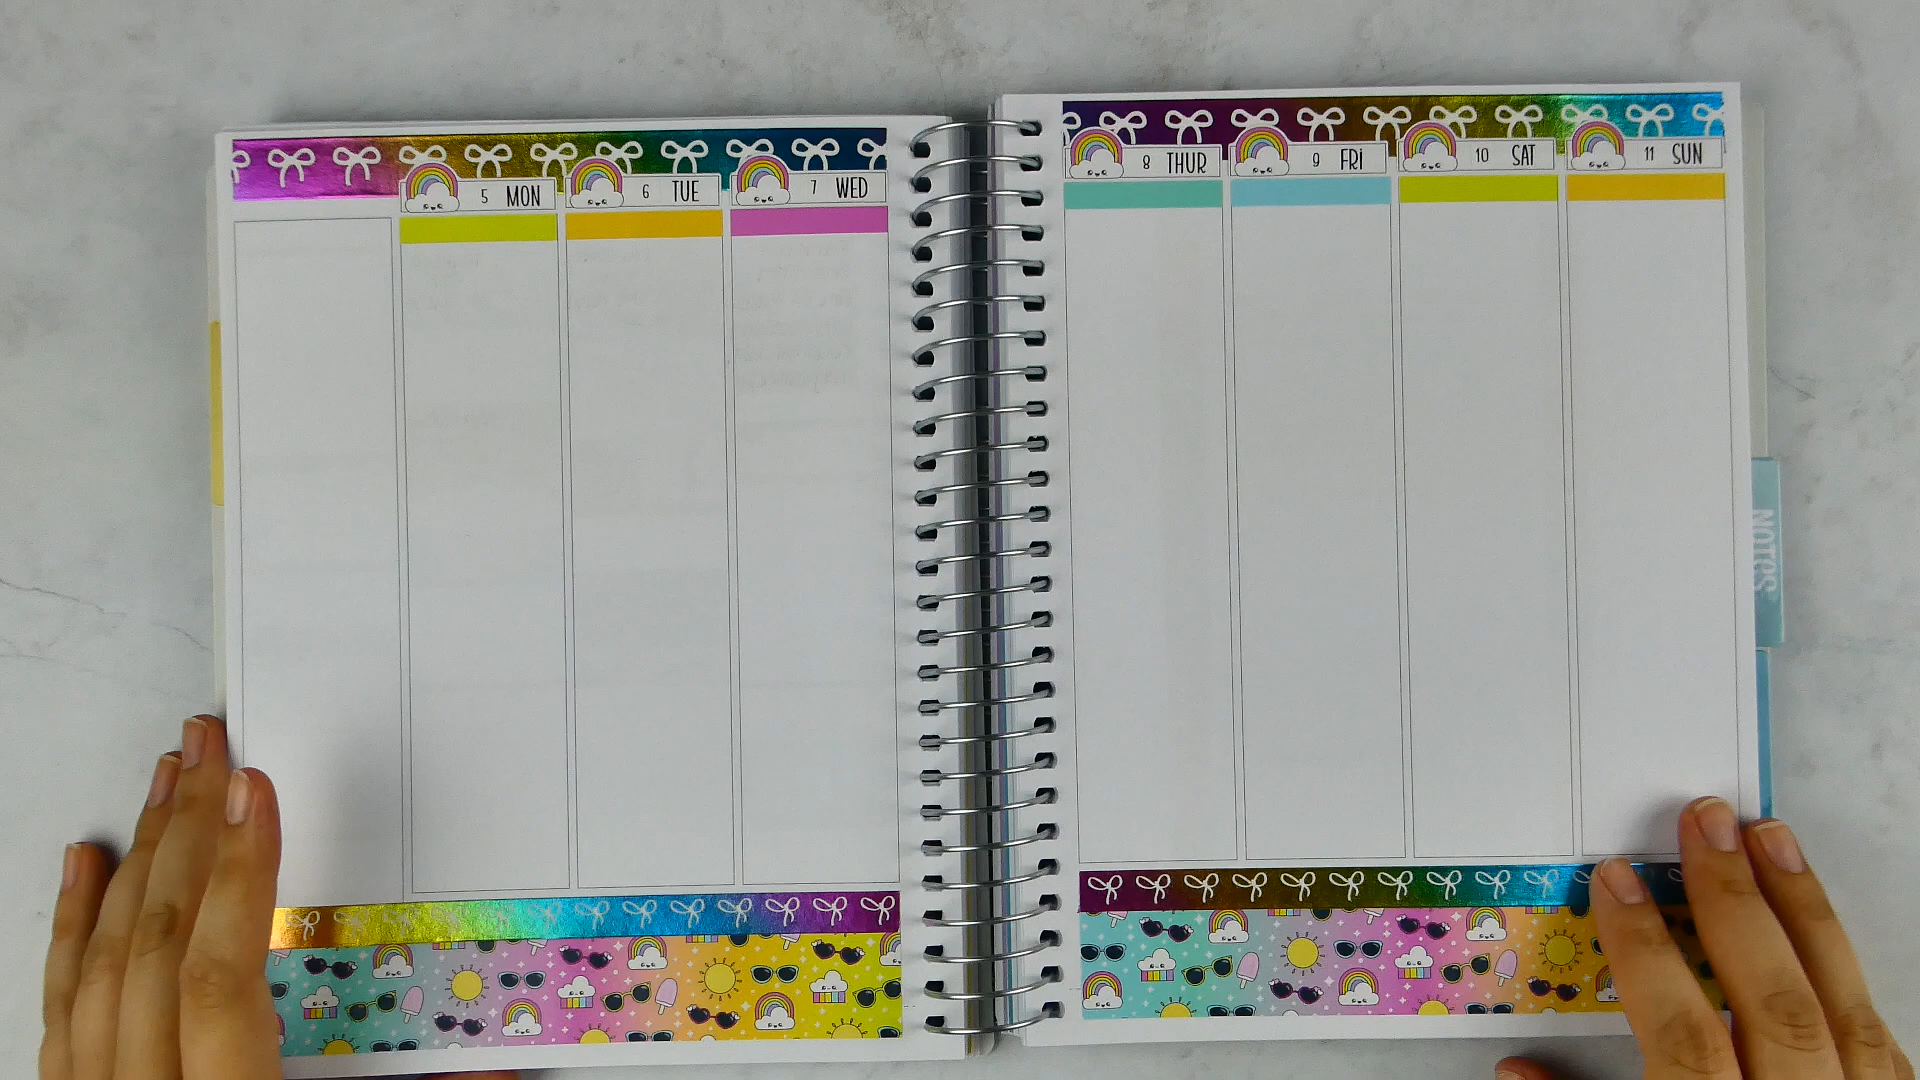 5 MON
6 TUE
7 WED
8 THUR
9 FRi
10 SAT
11 SUN
NOTeS